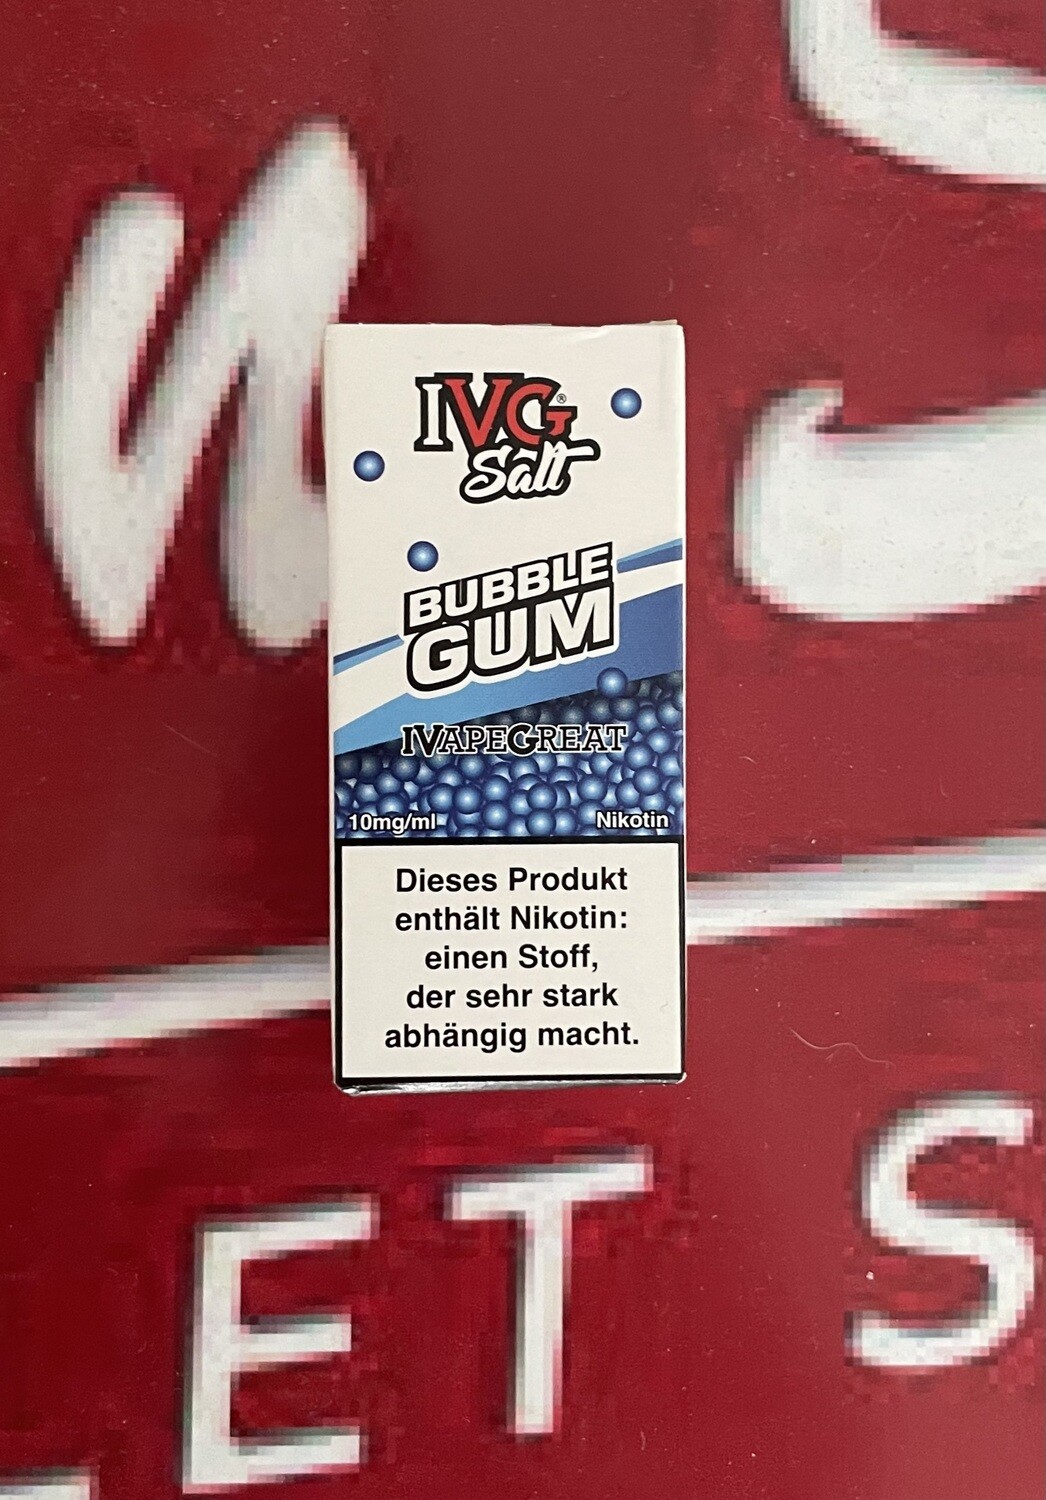 IVG®
Salt
BUBBLE
GUM
IVAPEGREAT
10mg/ml Nikotin
Dieses Produkt
enthält Nikotin:
einen Stoff,
der sehr stark
abhängig macht.
ET S